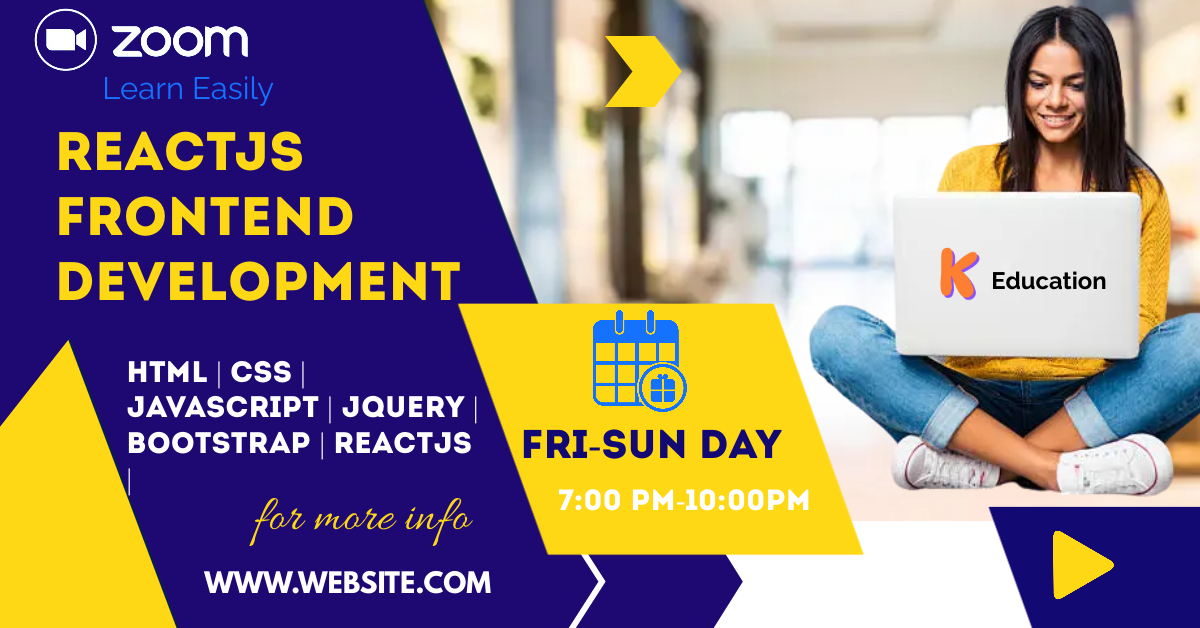 zoom
Learn Easily
REACTJS
FRONTEND
DEVELOPMENT
HTML | CSS |
JAVASCRIPT | JQUERY |
BOOTSTRAP | REACTJS
|
for more info
WWW.WEBSITE.COM
FRI-SUN DAY
7:00 PM-10:00PM
K Education